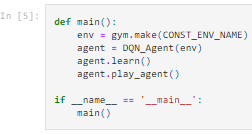 In [5]:
def main():
    env = gym.make(CONST_ENV_NAME)
    agent = DQN_Agent(env)
    agent.learn()
    agent.play_agent()

if __name__ == '__main__':
    main()